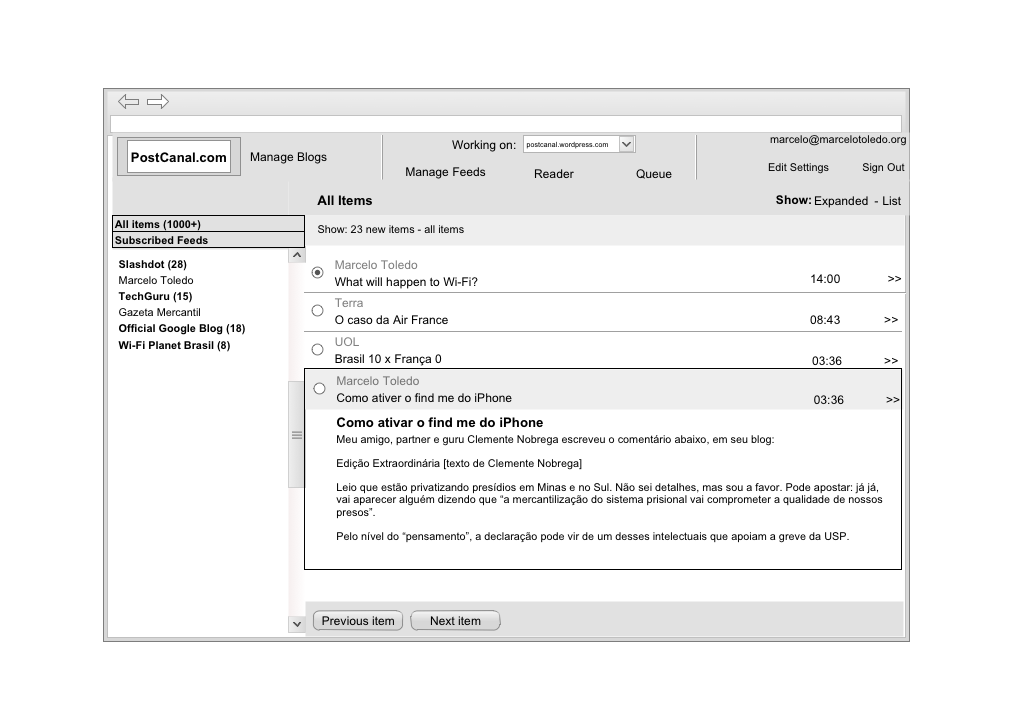 PostCanal.com
Manage Blogs
Working on: postcanal.wordpress.com
Manage Feeds
Reader
Queue
marcelo@marcelotoledo.org
Edit Settings
Sign Out
All Items
Show: Expanded - List
All items (1000+)
Subscribed Feeds
Slashdot (28)
Marcelo Toledo
TechGuru (15)
Gazeta Mercantil
Official Google Blog (18)
Wi-Fi Planet Brasil (8)
Show: 23 new items - all items
Marcelo Toledo
What will happen to Wi-Fi? 14:00 >>
Terra
O caso da Air France 08:43 >>
UOL
Brasil 10 x França 0 03:36 >>
Marcelo Toledo
Como ativer o find me do iPhone 03:36 >>
Como ativar o find me do iPhone
Meu amigo, partner e guru Clemente Nobrega escreveu o comentário abaixo, em seu blog:
Edição Extraordinária [texto de Clemente Nobrega]
Leio que estão privatizando presídios em Minas e no Sul. Não sei detalhes, mas sou a favor. Pode apostar: já já,
vai aparecer alguém dizendo que “a mercantilização do sistema prisional vai comprometer a qualidade de nossos
presos”.
Pelo nível do “pensamento”, a declaração pode vir de um desses intelectuais que apoiam a greve da USP.
Previous item
Next item